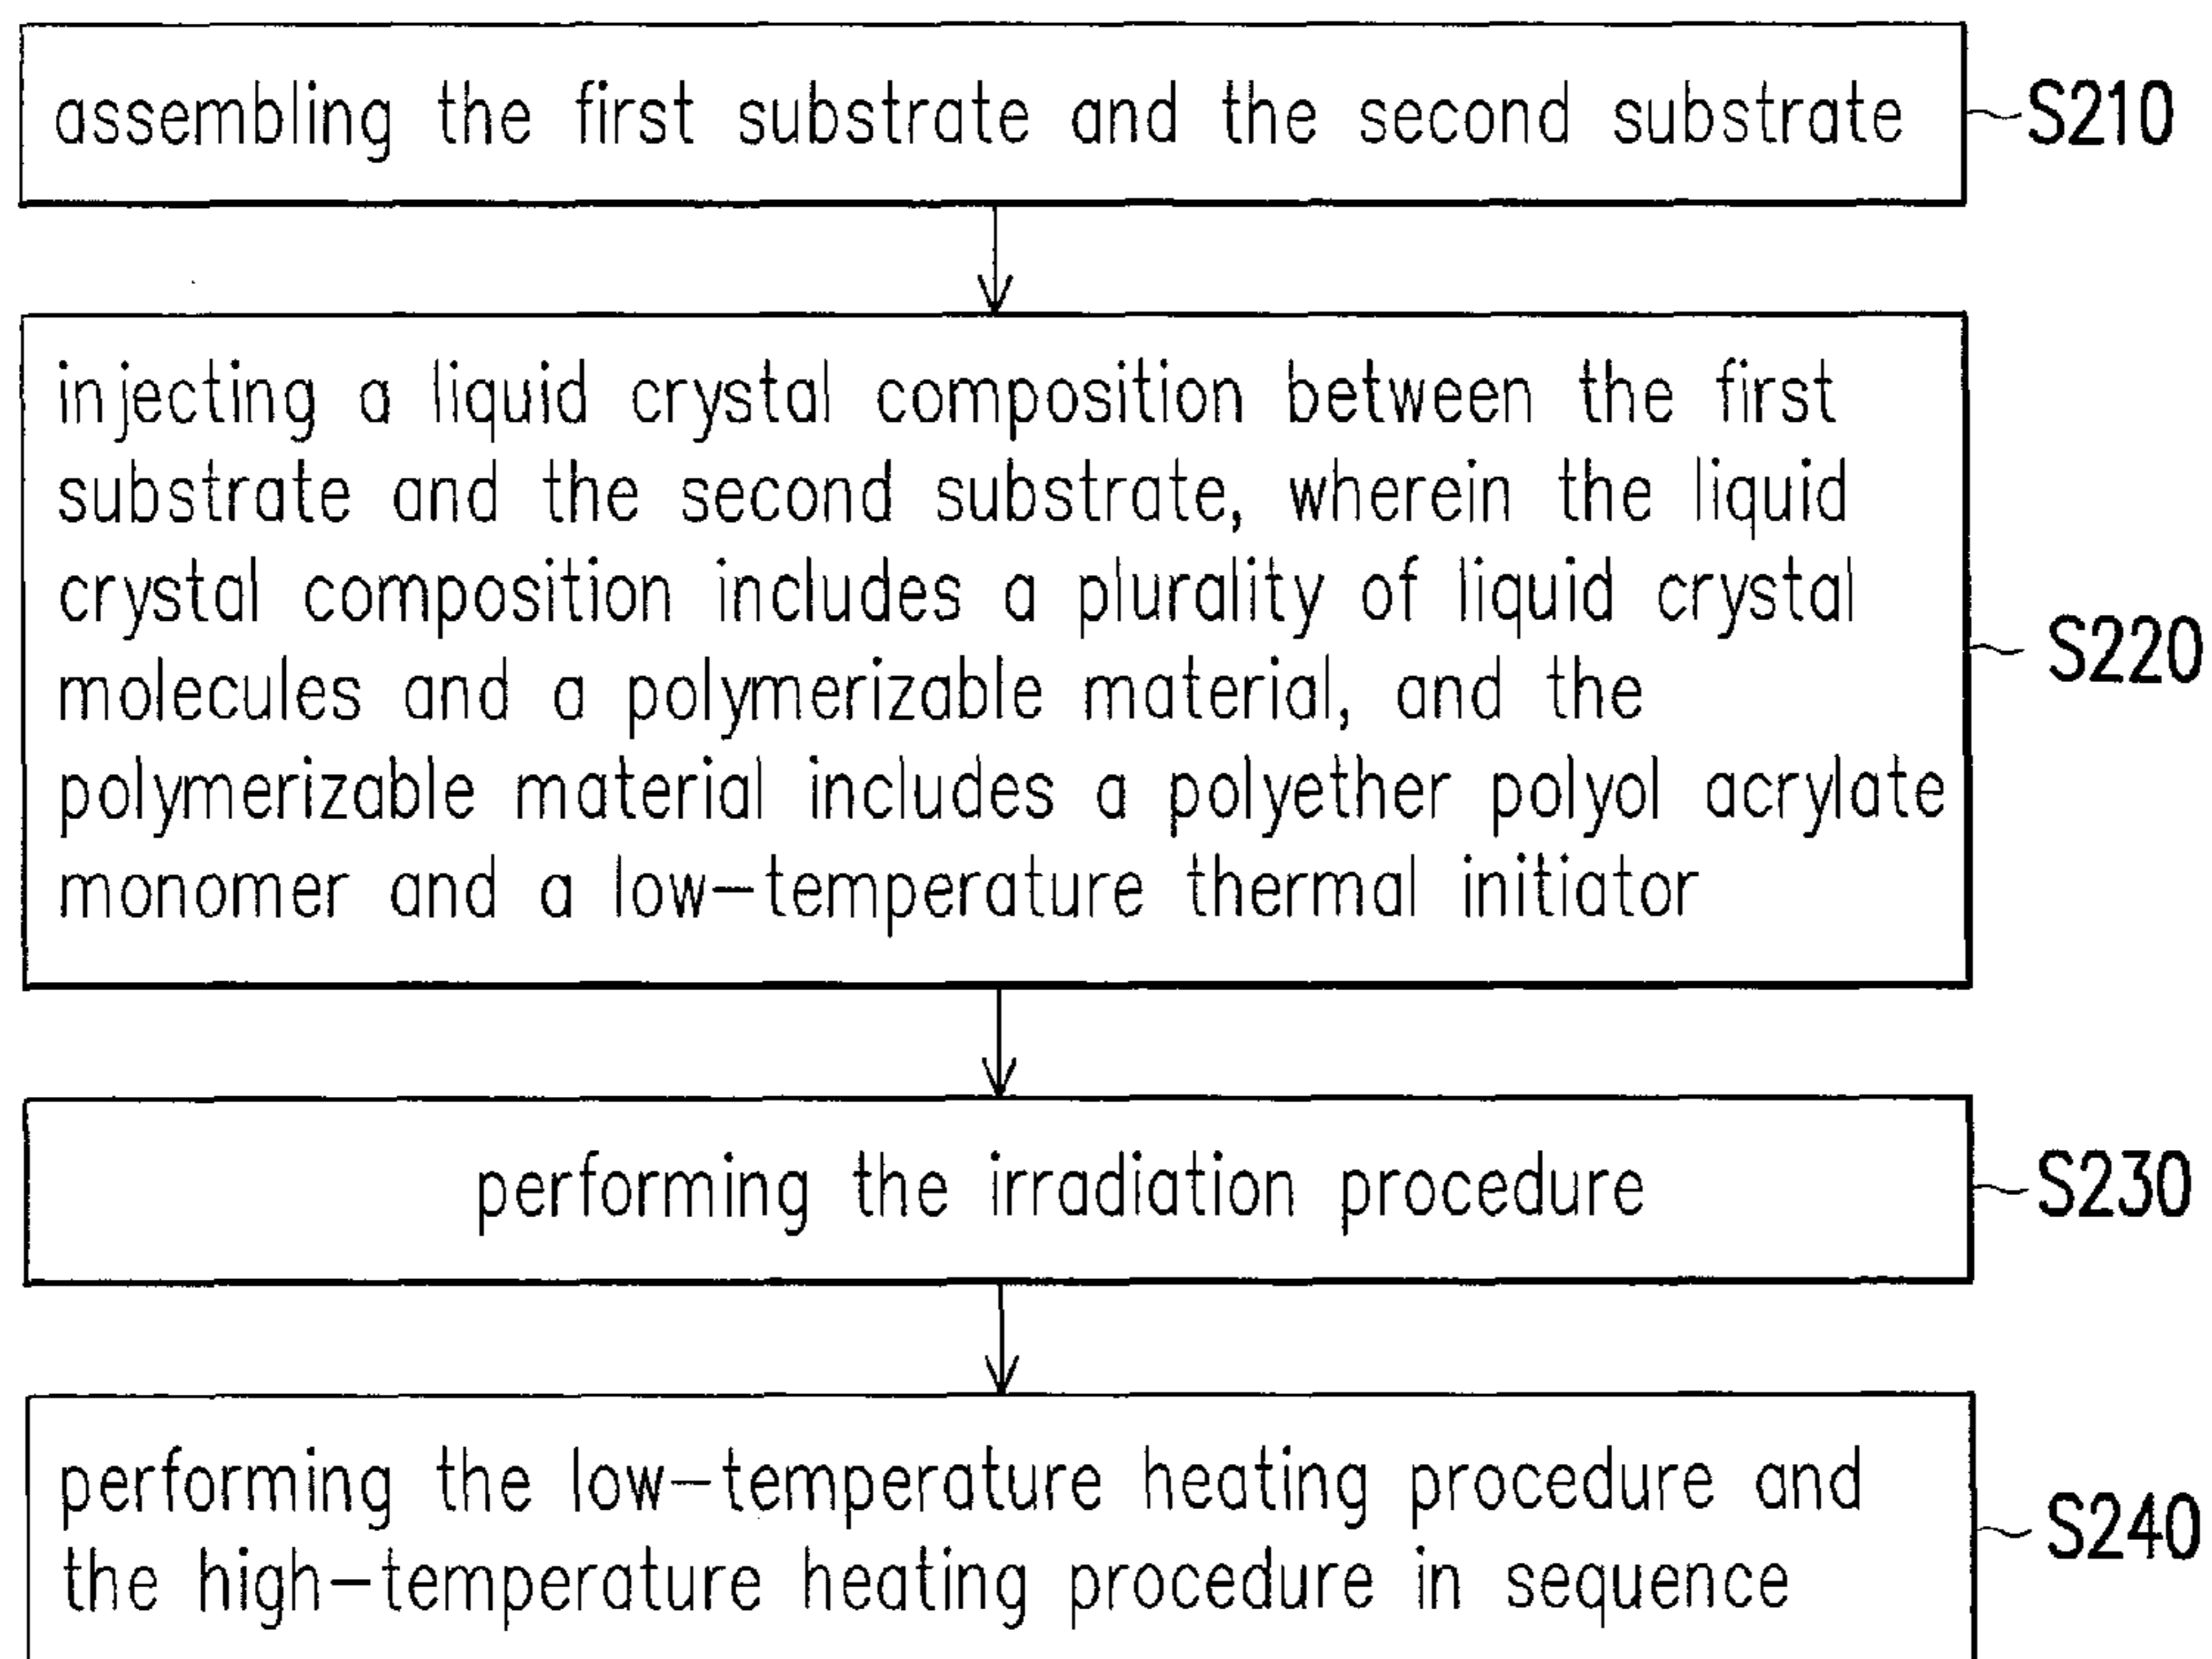 assembling the first substrate and the second substrate
S210
injecting a liquid crystal composition between the first
substrate and the second substrate, wherein the liquid
crystal composition includes a plurality of liquid crystal
molecules and a polymerizable material, and the
polymerizable material includes a polyether polyol acrylate
monomer and a low-temperature thermal initiator
S220
performing the irradiation procedure
S230
performing the low-temperature heating procedure and
the high-temperature heating procedure in sequence
S240